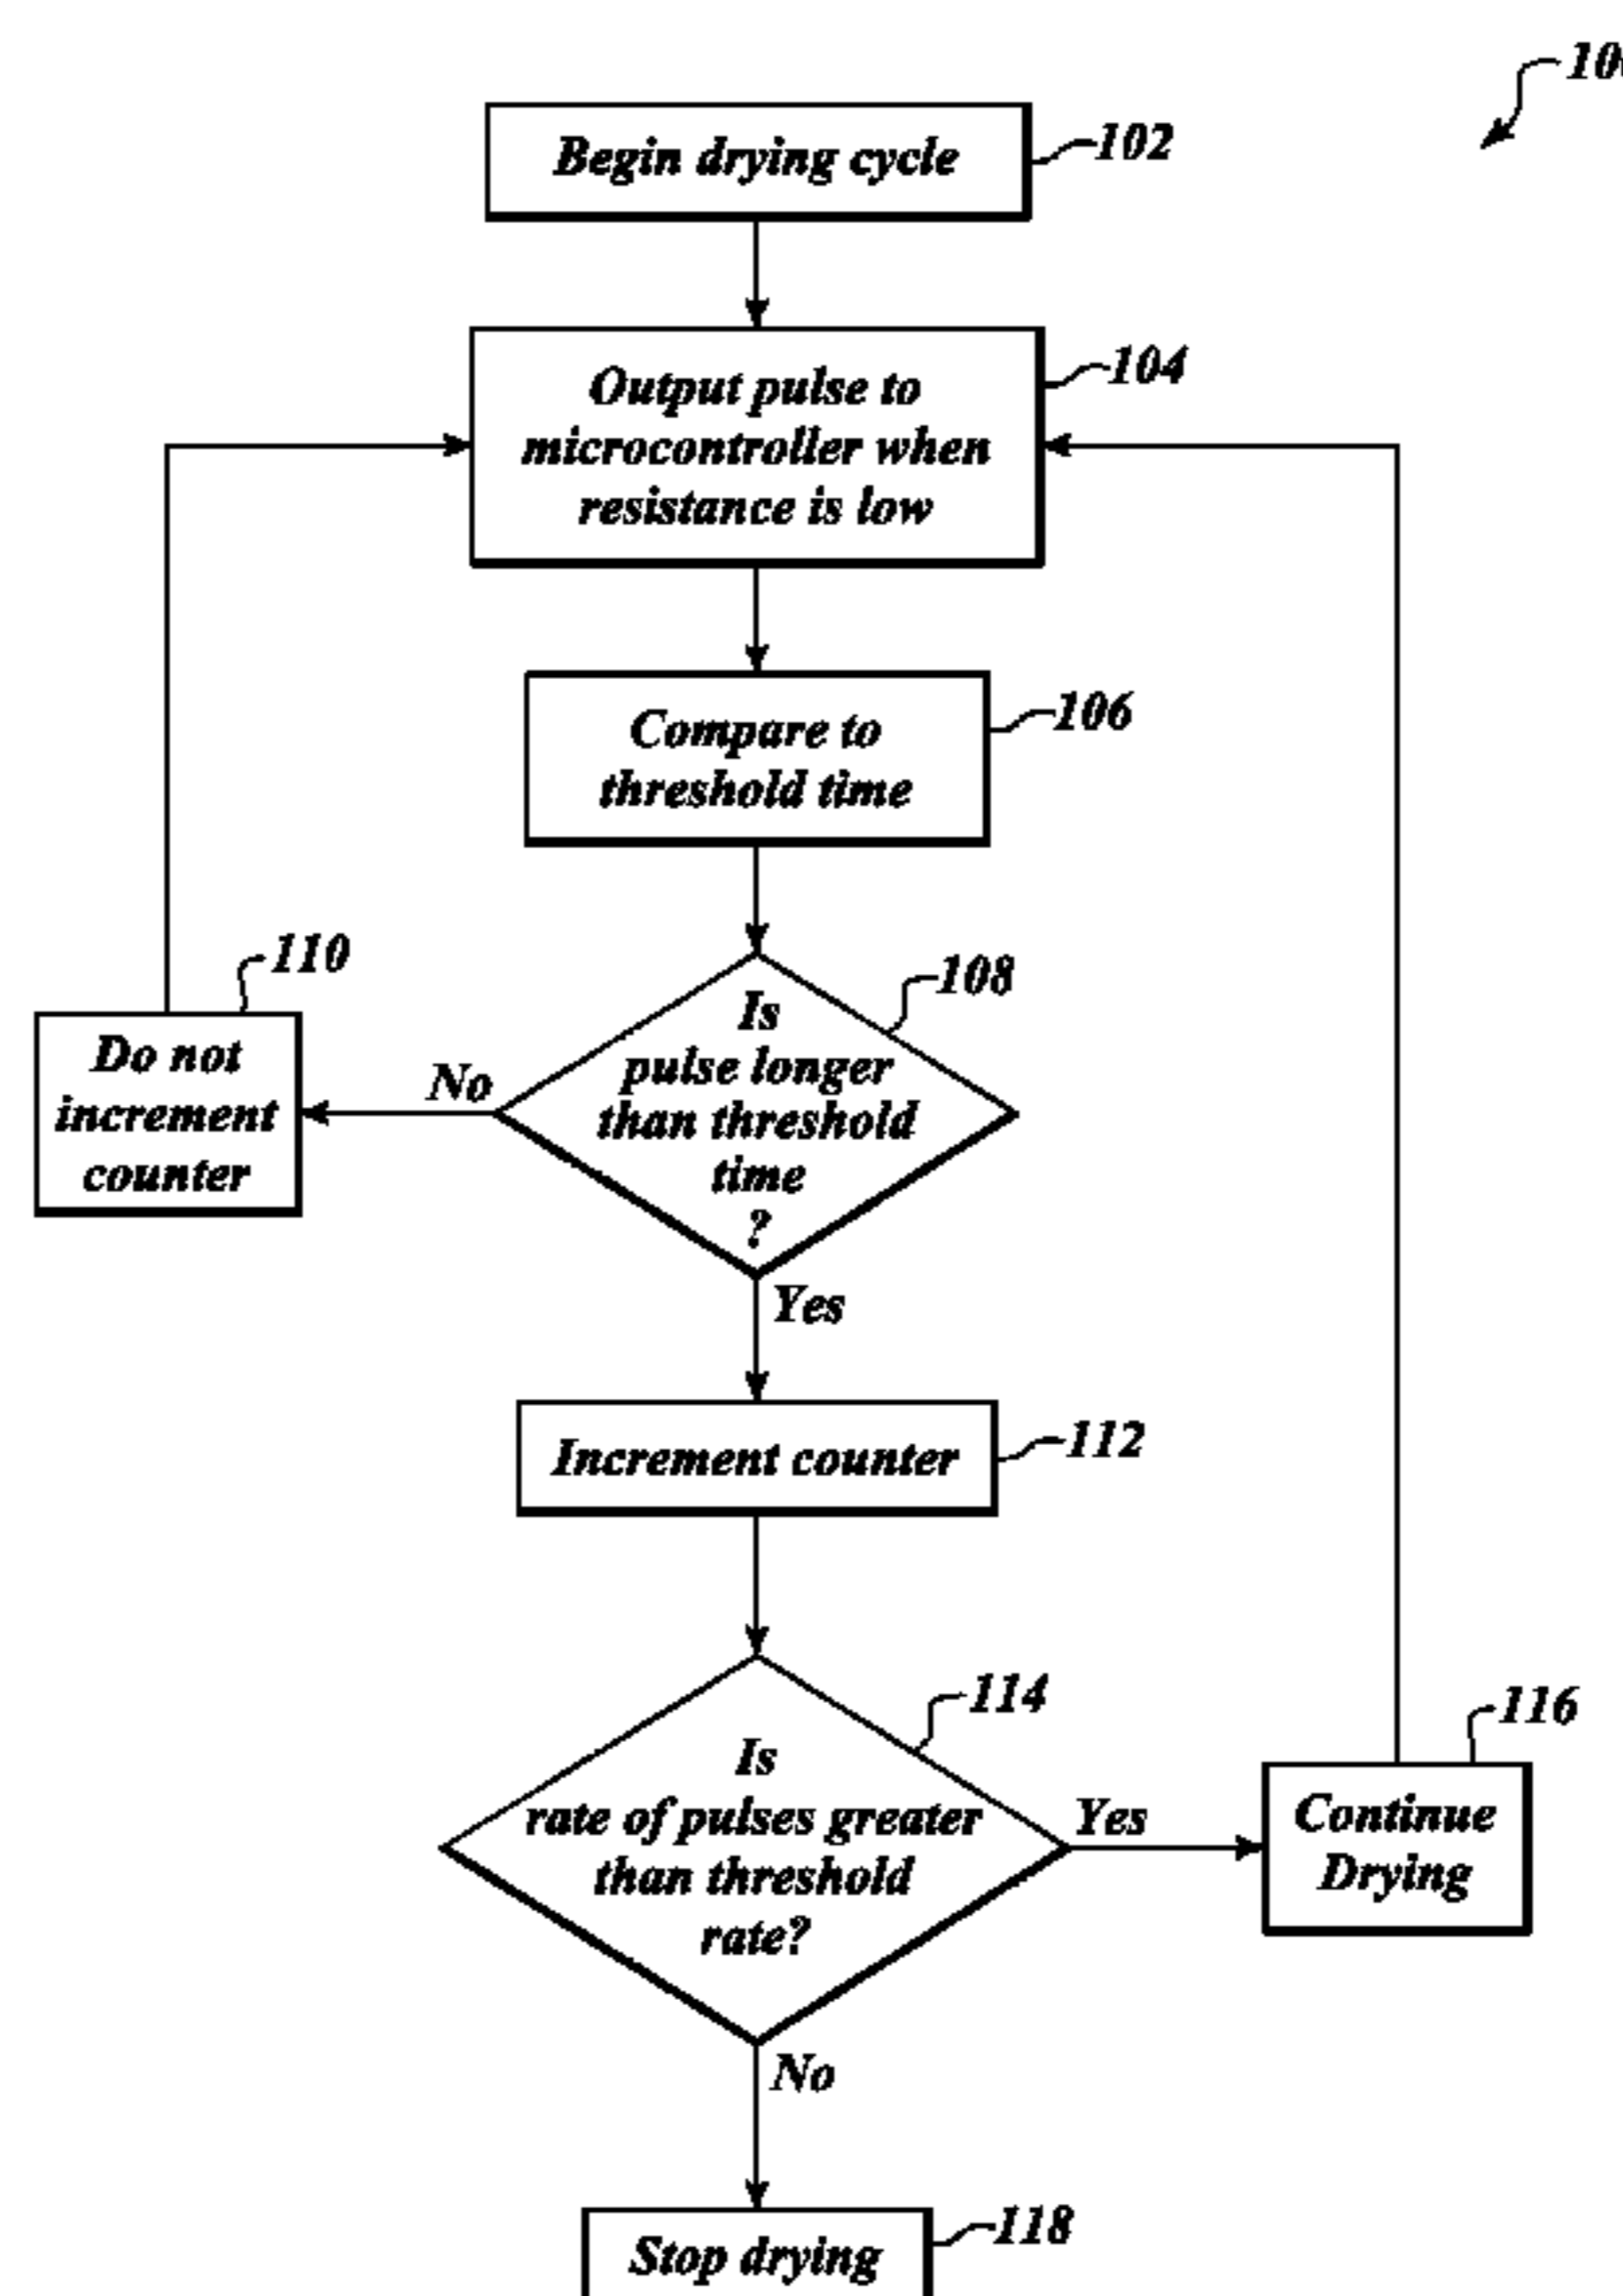 Begin drying cycle
102
Output pulse to
microcontroller when
resistance is low
104
Compare to
threshold time
106
110
108
Do not
increment
counter
No
Is
pulse longer
than threshold
time
?
Yes
Increment counter
112
114
116
Is
rate of pulses greater
than threshold
rate?
Yes
Continue
Drying
No
118
Stop drying